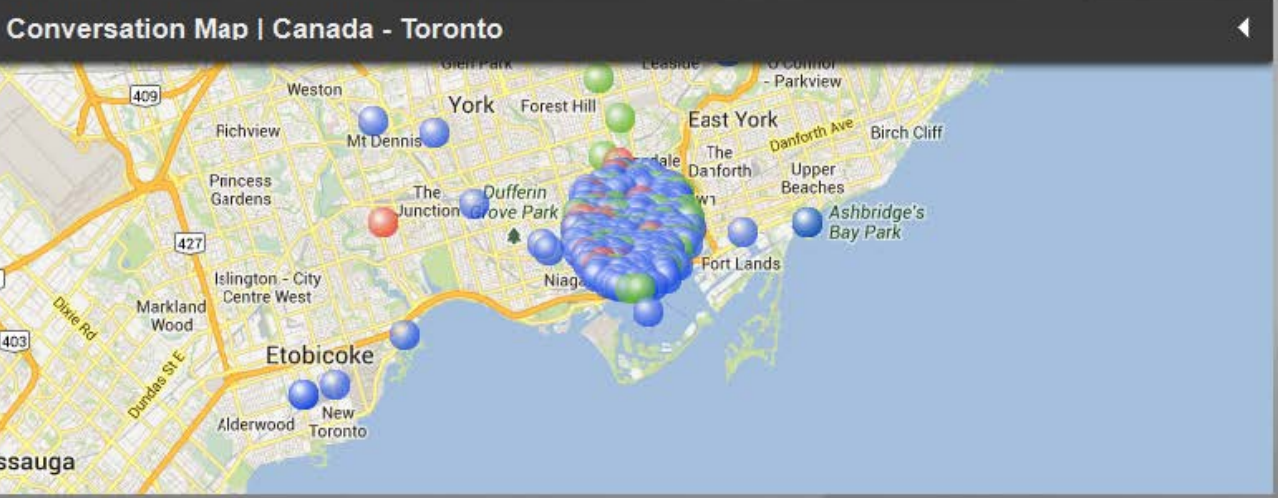 Conversation Map | Canada - Toronto
Glen Park
Leaside
O'Connor
- Parkview
409
Weston
York
Forest Hill
East York
Danforth Ave
Birch Cliff
Richview
Mt Dennis
The
Danforth
Upper
Beaches
Princess
Gardens
The
Junction
Dufferin
Grove Park
Ashbridge's
Bay Park
427
Port Lands
Islington - City
Centre West
Markland
Wood
Dixie Rd
403
Etobicoke
Dundas St E
New
Toronto
Alderwood
ssauga